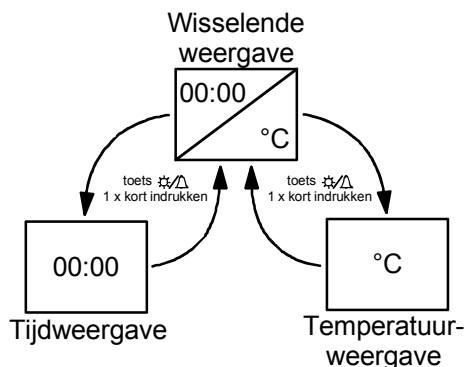 Wisselende
weergave
00:00
°C
toets ☼/🔔
1 x kort indrukken
toets ☼/🔔
1 x kort indrukken
00:00
°C
Tijdweergave
Temperatuur-
weergave